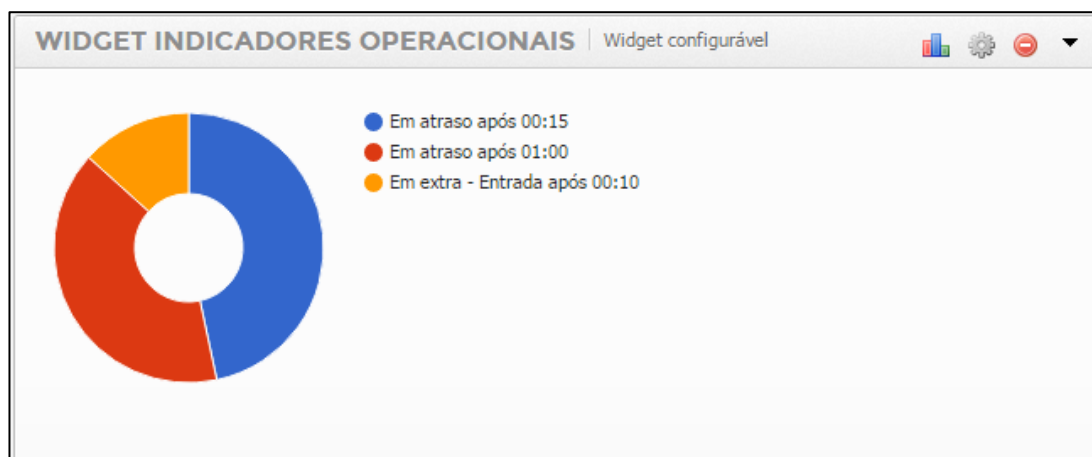 WIDGET INDICADORES OPERACIONAIS | Widget configurável
Em atraso após 00:15
Em atraso após 01:00
Em extra - Entrada após 00:10